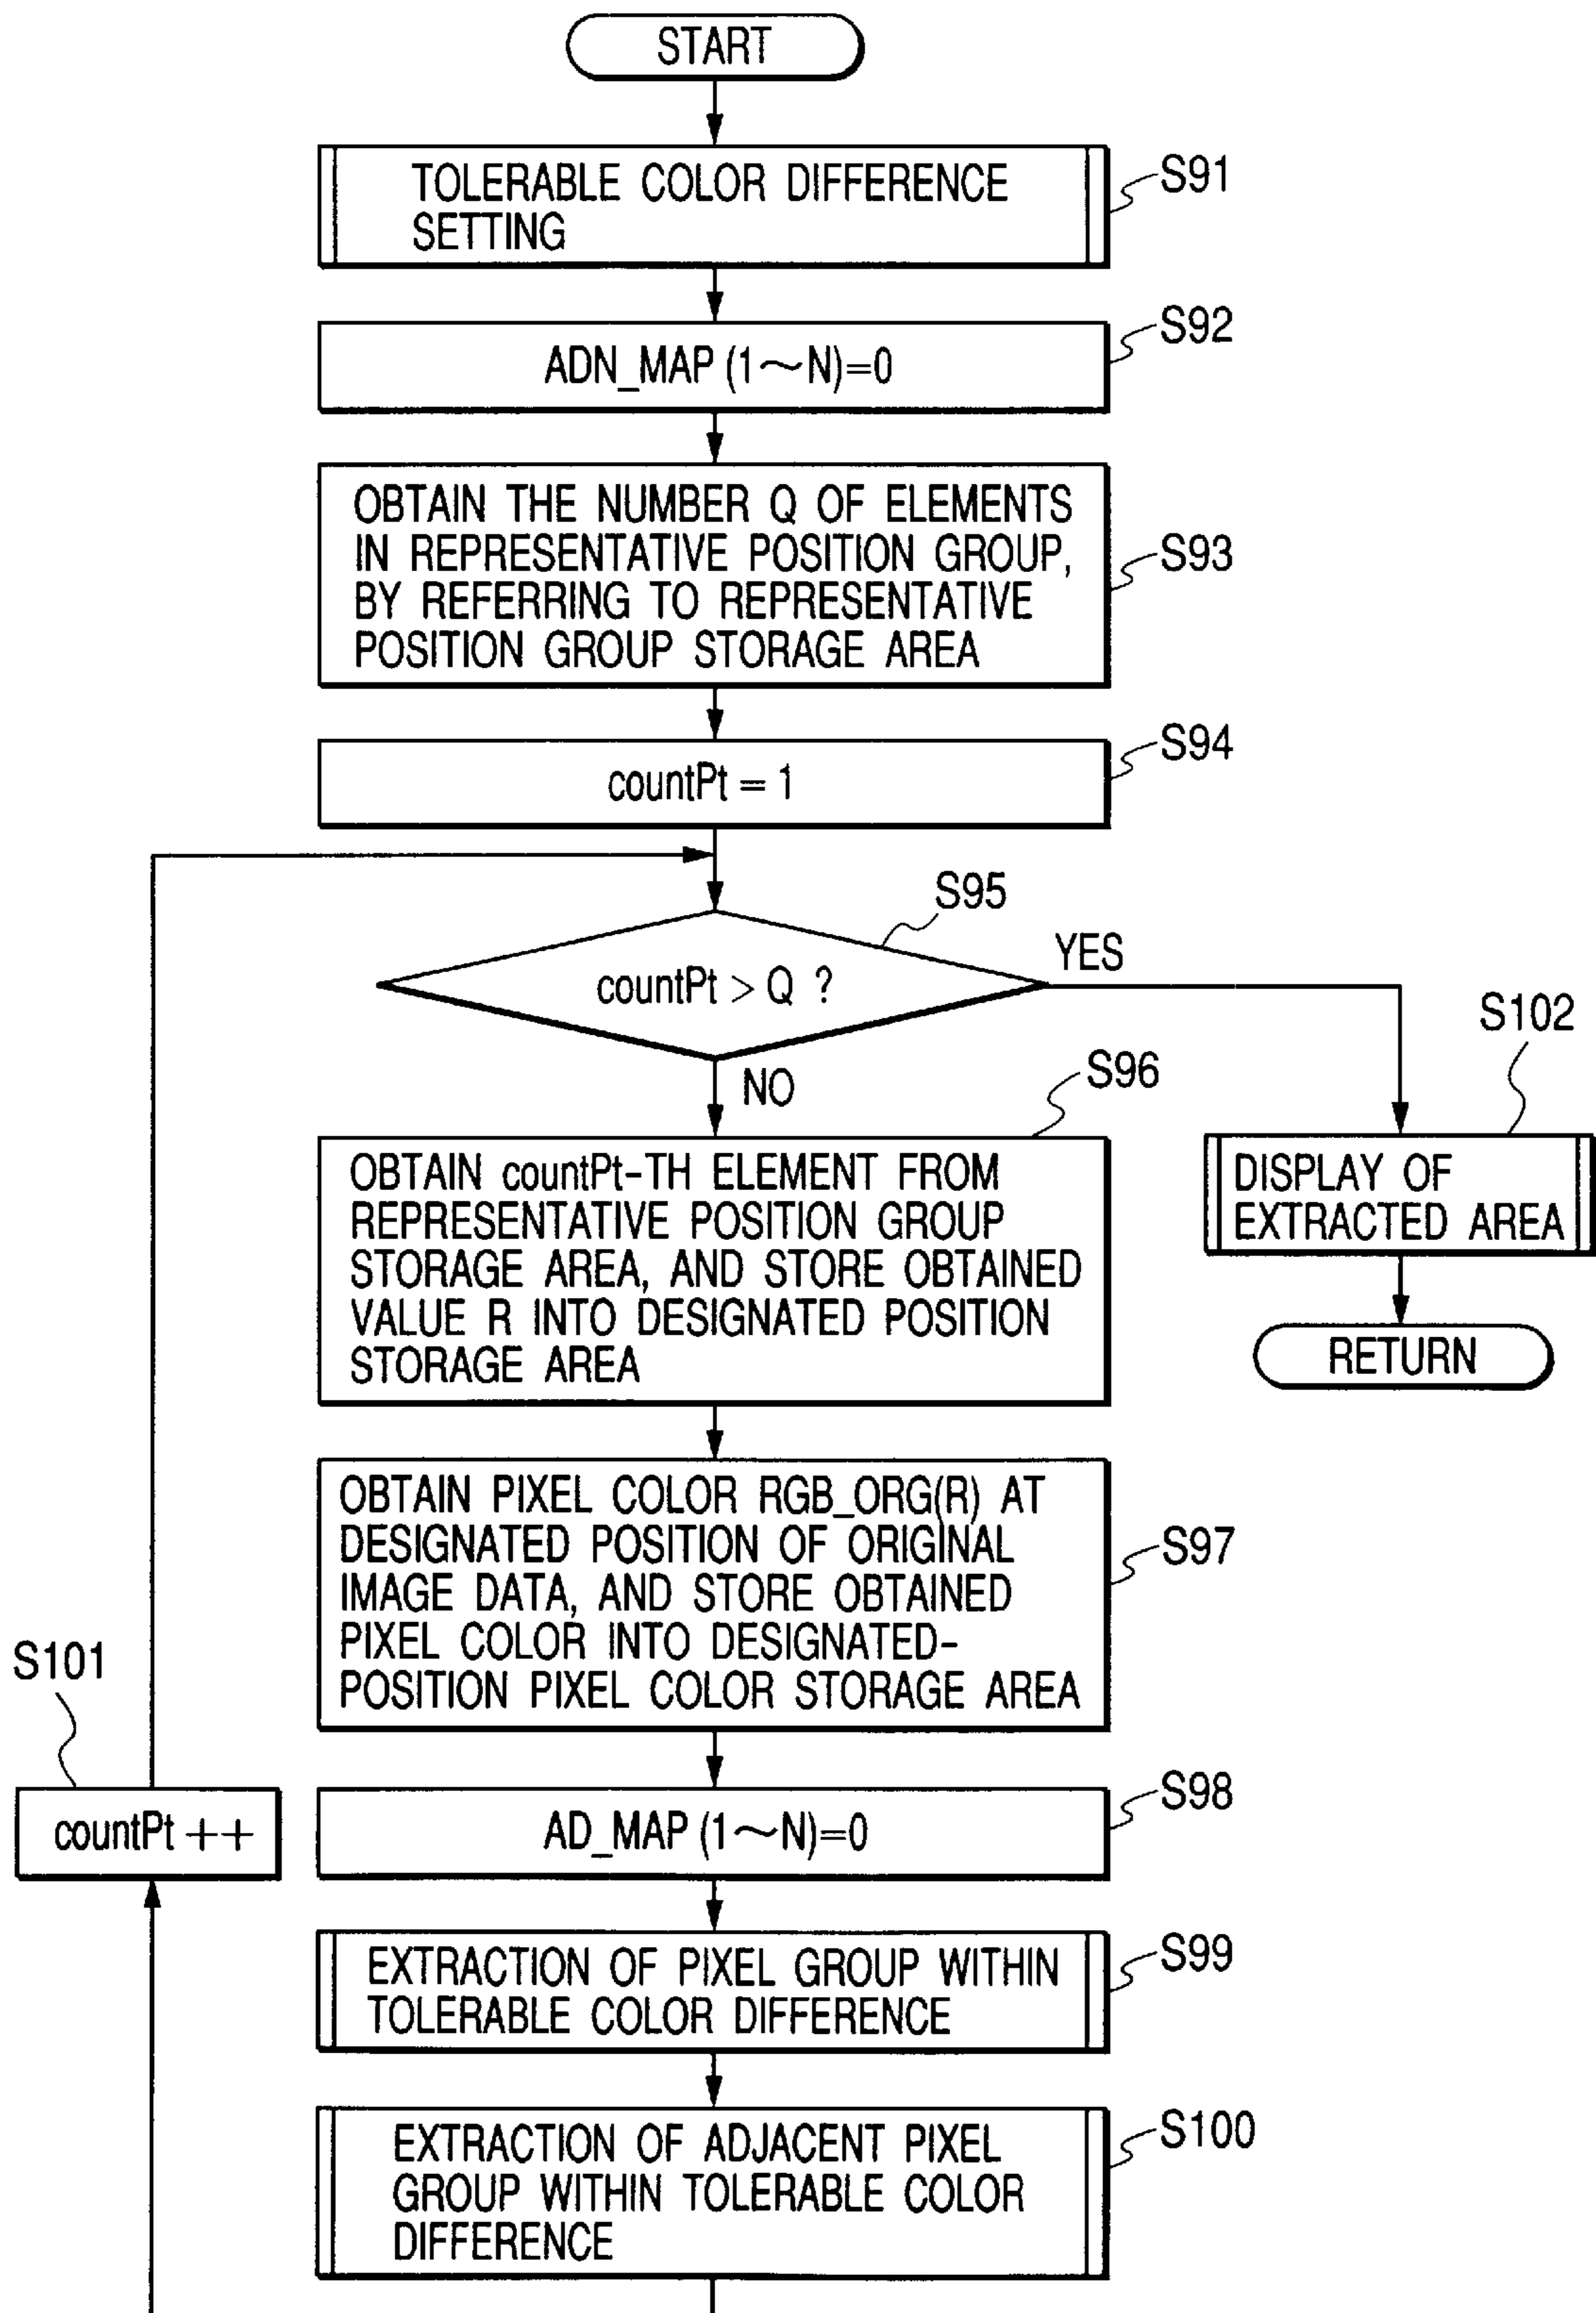 START
TOLERABLE COLOR DIFFERENCE
SETTING
S91
ADN_MAP (1～N)=0
S92
OBTAIN THE NUMBER Q OF ELEMENTS
IN REPRESENTATIVE POSITION GROUP,
BY REFERRING TO REPRESENTATIVE
POSITION GROUP STORAGE AREA
S93
countPt = 1
S94
S95
countPt > Q ?
YES
NO
S96
OBTAIN countPt-TH ELEMENT FROM
REPRESENTATIVE POSITION GROUP
STORAGE AREA, AND STORE OBTAINED
VALUE R INTO DESIGNATED POSITION
STORAGE AREA
S102
DISPLAY OF
EXTRACTED AREA
RETURN
OBTAIN PIXEL COLOR RGB_ORG(R) AT
DESIGNATED POSITION OF ORIGINAL
IMAGE DATA, AND STORE OBTAINED
PIXEL COLOR INTO DESIGNATED-
POSITION PIXEL COLOR STORAGE AREA
S97
S101
countPt ++
AD_MAP (1～N)=0
S98
EXTRACTION OF PIXEL GROUP WITHIN
TOLERABLE COLOR DIFFERENCE
S99
EXTRACTION OF ADJACENT PIXEL
GROUP WITHIN TOLERABLE COLOR
DIFFERENCE
S100